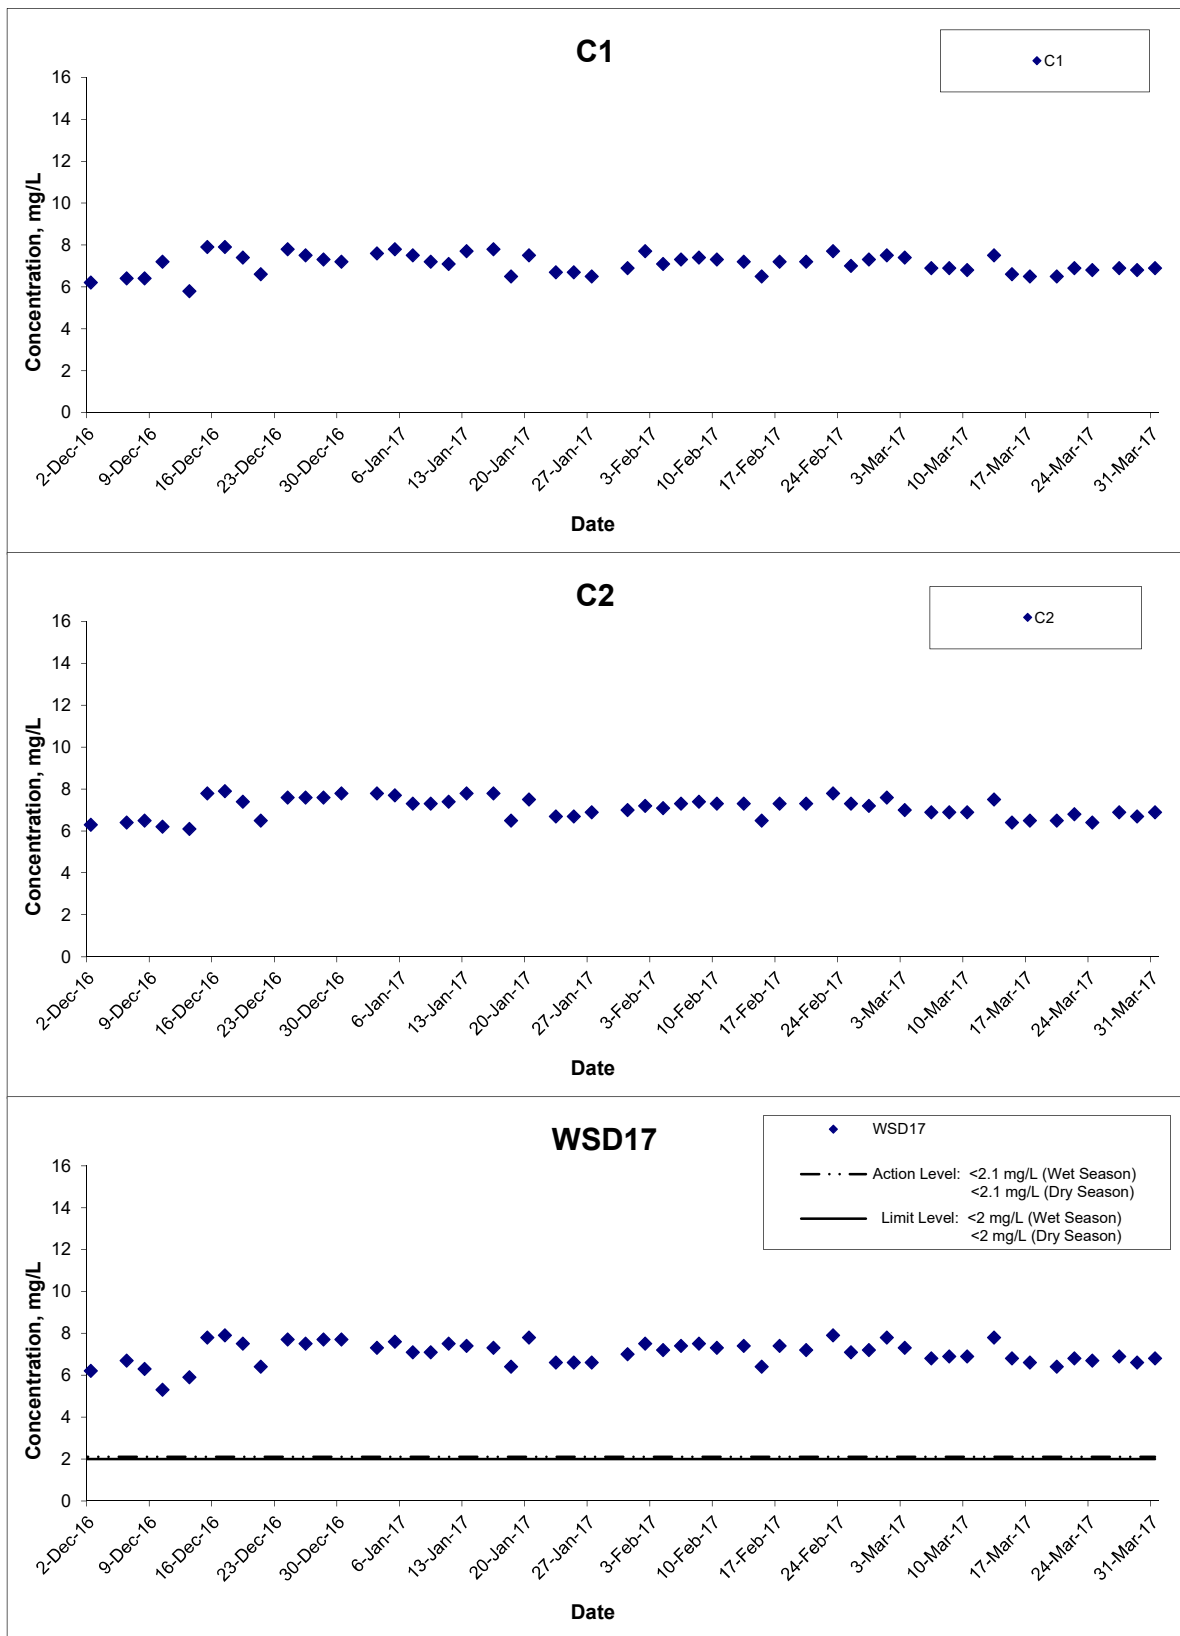 C1
C1
16
14
12
10
8
6
4
2
0
Concentration, mg/L
2-Dec-16
9-Dec-16
16-Dec-16
23-Dec-16
30-Dec-16
6-Jan-17
13-Jan-17
20-Jan-17
27-Jan-17
3-Feb-17
10-Feb-17
17-Feb-17
24-Feb-17
3-Mar-17
10-Mar-17
17-Mar-17
24-Mar-17
31-Mar-17
Date
C2
C2
16
14
12
10
8
6
4
2
0
Concentration, mg/L
2-Dec-16
9-Dec-16
16-Dec-16
23-Dec-16
30-Dec-16
6-Jan-17
13-Jan-17
20-Jan-17
27-Jan-17
3-Feb-17
10-Feb-17
17-Feb-17
24-Feb-17
3-Mar-17
10-Mar-17
17-Mar-17
24-Mar-17
31-Mar-17
Date
WSD17
WSD17
Action Level: <2.1 mg/L (Wet Season)
<2.1 mg/L (Dry Season)
Limit Level: <2 mg/L (Wet Season)
<2 mg/L (Dry Season)
16
14
12
10
8
6
4
2
0
Concentration, mg/L
2-Dec-16
9-Dec-16
16-Dec-16
23-Dec-16
30-Dec-16
6-Jan-17
13-Jan-17
20-Jan-17
27-Jan-17
3-Feb-17
10-Feb-17
17-Feb-17
24-Feb-17
3-Mar-17
10-Mar-17
17-Mar-17
24-Mar-17
31-Mar-17
Date